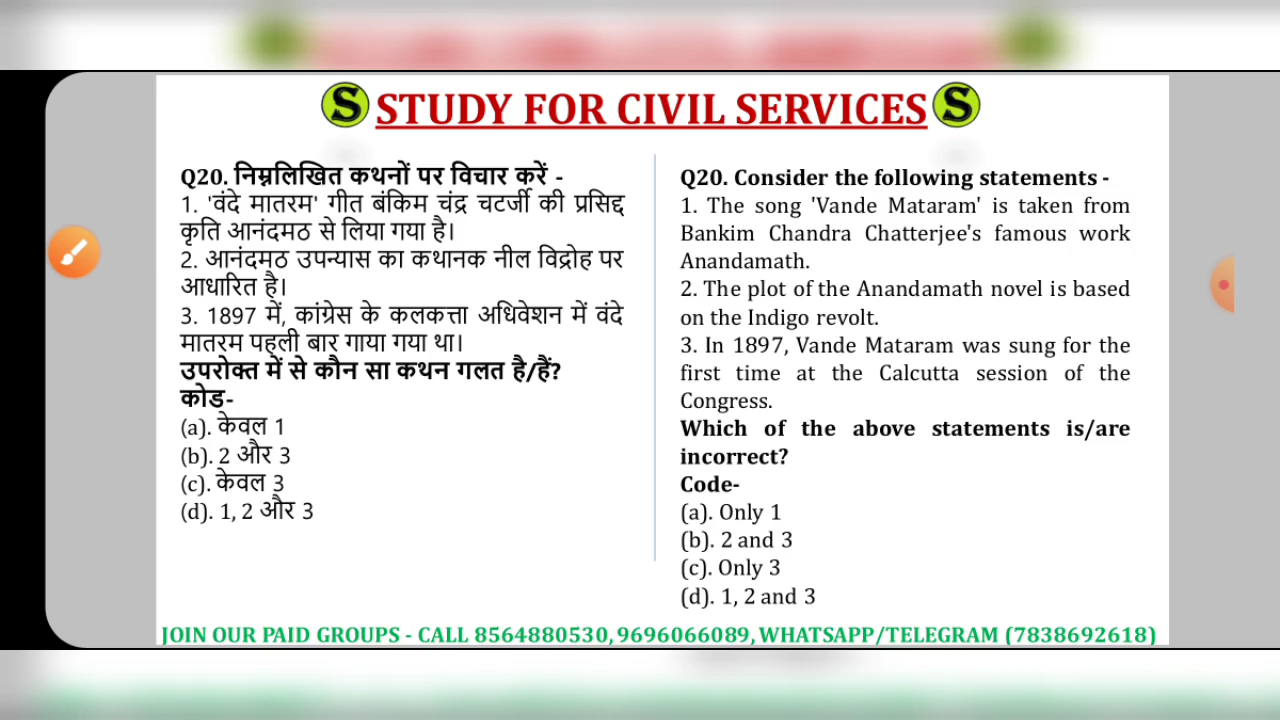 S STUDY FOR CIVIL SERVICES S
Q20. निम्नलिखित कथनों पर विचार करें -
1. 'वंदे मातरम' गीत बंकिम चंद्र चटर्जी की प्रसिद्द
कृति आनंदमठ से लिया गया है।
2. आनंदमठ उपन्यास का कथानक नील विद्रोह पर
आधारित है।
3. 1897 में, कांग्रेस के कलकत्ता अधिवेशन में वंदे
मातरम पहली बार गाया गया था।
उपरोक्त में से कौन सा कथन गलत है/हैं?
कोड-
(a). केवल 1
(b). 2 और 3
(c). केवल 3
(d). 1, 2 और 3
Q20. Consider the following statements -
1. The song 'Vande Mataram' is taken from
Bankim Chandra Chatterjee's famous work
Anandamath.
2. The plot of the Anandamath novel is based
on the Indigo revolt.
3. In 1897, Vande Mataram was sung for the
first time at the Calcutta session of the
Congress.
Which of the above statements is/are
incorrect?
Code-
(a). Only 1
(b). 2 and 3
(c). Only 3
(d). 1, 2 and 3
JOIN OUR PAID GROUPS - CALL 8564880530, 9696066089, WHATSAPP/TELEGRAM (7838692618)